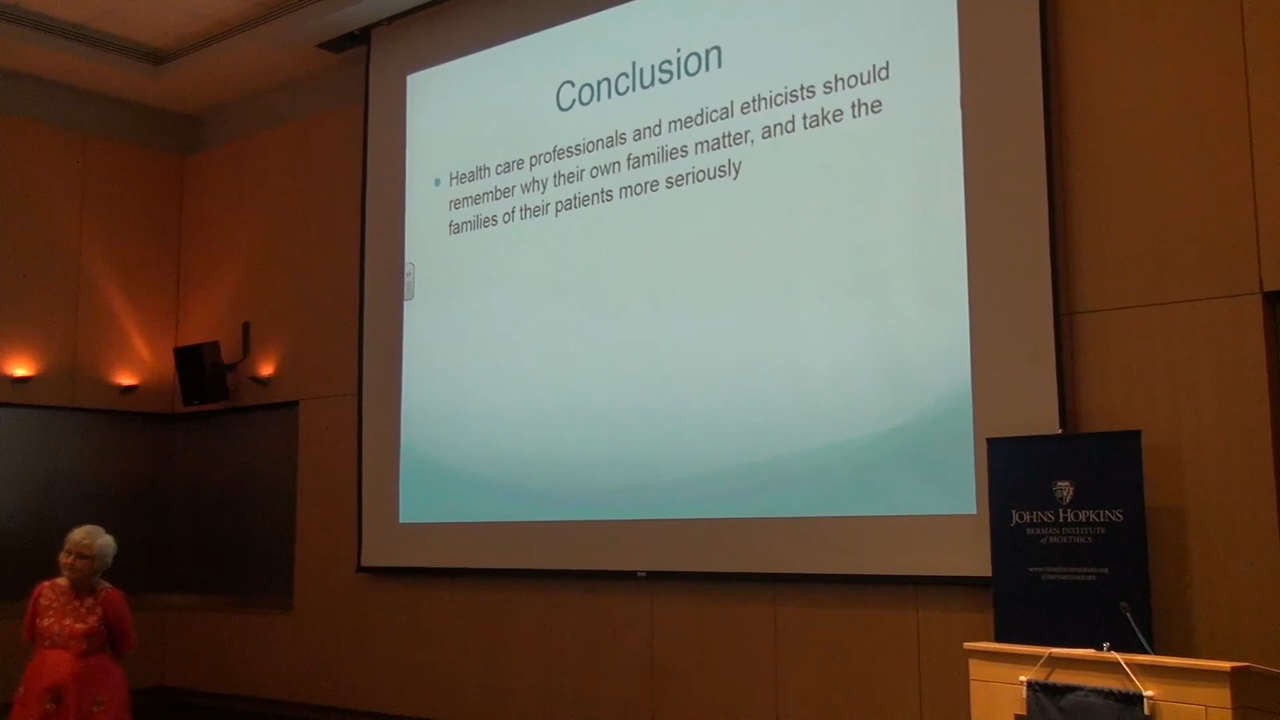 Conclusion
Health care professionals and medical ethicists should
remember why their own families matter, and take the
families of their patients more seriously
JOHNS HOPKINS
BERMAN INSTITUTE
of BIOETHICS